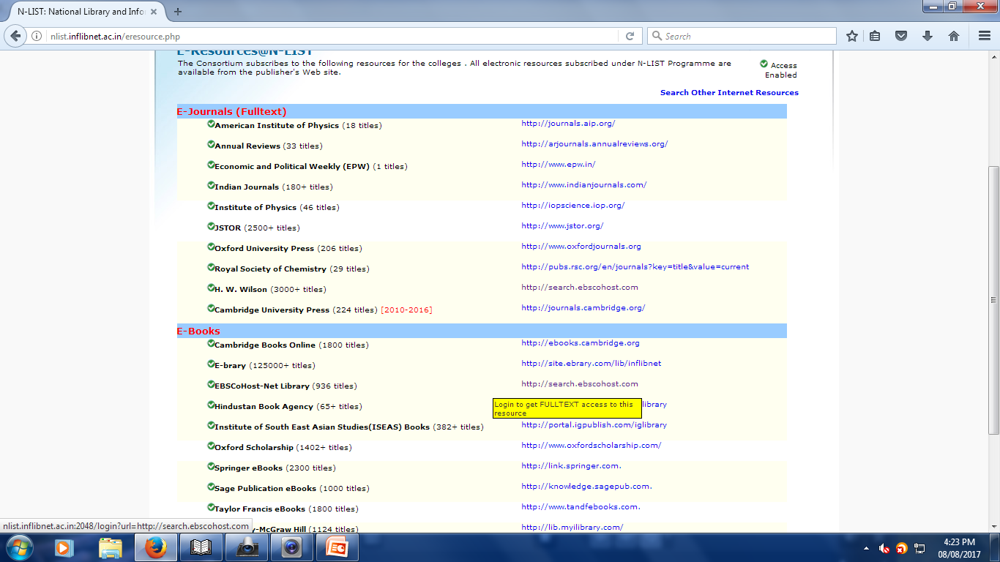 N-LIST: National Library and Info
nlist.inflibnet.ac.in/eresource.php
Search
E-Resources@N-LIST
The Consortium subscribes to the following resources for the colleges . All electronic resources subscribed under N-LIST Programme are
available from the publisher's Web site.
Access
Enabled
Search Other Internet Resources
E-Journals (Fulltext)
American Institute of Physics (18 titles) http://journals.aip.org/
Annual Reviews (33 titles) http://arjournals.annualreviews.org/
Economic and Political Weekly (EPW) (1 titles) http://www.epw.in/
Indian Journals (180+ titles) http://www.indianjournals.com/
Institute of Physics (46 titles) http://iopscience.iop.org/
JSTOR (2500+ titles) http://www.jstor.org/
Oxford University Press (206 titles) http://www.oxfordjournals.org
Royal Society of Chemistry (29 titles) http://pubs.rsc.org/en/journals?key=title&value=current
H. W. Wilson (3000+ titles) http://search.ebscohost.com
Cambridge University Press (224 titles) [2010-2016] http://journals.cambridge.org/
E-Books
Cambridge Books Online (1800 titles) http://ebooks.cambridge.org
E-brary (125000+ titles) http://site.ebrary.com/lib/inflibnet
EBSCoHost-Net Library (936 titles) http://search.ebscohost.com
Hindustan Book Agency (65+ titles) library
Login to get FULLTEXT access to this
resource
Institute of South East Asian Studies(ISEAS) Books (382+ titles) http://portal.igpublish.com/iglibrary
Oxford Scholarship (1402+ titles) http://www.oxfordscholarship.com/
Springer eBooks (2300 titles) http://link.springer.com.
Sage Publication eBooks (1000 titles) http://knowledge.sagepub.com.
Taylor Francis eBooks (1800 titles) http://www.tandfebooks.com.
y-McGraw Hill (1124 titles) http://lib.myilibrary.com/
nlist.inflibnet.ac.in:2048/login?url=http://search.ebscohost.com
4:23 PM
08/08/2017